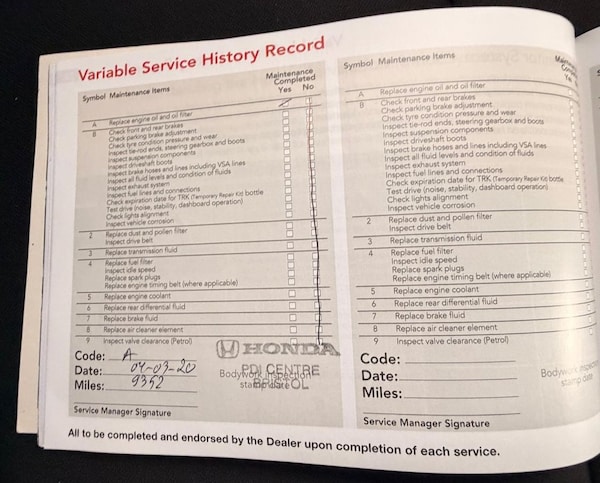 Variable Service History Record
Symbol Maintenance Items
Maintenance
Completed
Yes No
A Replace engine oil and oil filter
B Check front and rear brakes
Check parking brake adjustment
Check tyre condition pressure and wear
Inspect tie-rod ends, steering gearbox and boots
Inspect suspension components
Inspect driveshaft boots
Inspect brake hoses and lines including VSA lines
Inspect all fluid levels and condition of fluids
Inspect exhaust system
Inspect fuel lines and connections
Check expiration date for TRK (Temporary Repair Kit) bottle
Test drive (noise, stability, dashboard operation)
Check lights alignment
Inspect vehicle corrosion
2 Replace dust and pollen filter
Inspect drive belt
3 Replace transmission fluid
4 Replace fuel filter
Inspect idle speed
Replace spark plugs
Replace engine timing belt (where applicable)
5 Replace engine coolant
6 Replace rear differential fluid
7 Replace brake fluid
8 Replace air cleaner element
9 Inspect valve clearance (Petrol)
Code: A
Date: 04-03-20
Miles: 9352
HONDA
PDI CENTRE
BRISTOL
Bodywork inspection
stamp/date
Service Manager Signature
Symbol Maintenance Items
Yes
A Replace engine oil and oil filter
B Check front and rear brakes
Check parking brake adjustment
Check tyre condition pressure and wear
Inspect tie-rod ends, steering gearbox and boots
Inspect suspension components
Inspect driveshaft boots
Inspect brake hoses and lines including VSA lines
Inspect all fluid levels and condition of fluids
Inspect exhaust system
Inspect fuel lines and connections
Check expiration date for TRK (Temporary Repair Kit) bottle
Test drive (noise, stability, dashboard operation)
Check lights alignment
Inspect vehicle corrosion
2 Replace dust and pollen filter
Inspect drive belt
3 Replace transmission fluid
4 Replace fuel filter
Inspect idle speed
Replace spark plugs
Replace engine timing belt (where applicable)
5 Replace engine coolant
6 Replace rear differential fluid
7 Replace brake fluid
8 Replace air cleaner element
9 Inspect valve clearance (Petrol)
Code:
Date:
Miles:
Bodywork inspection
stamp/date
Service Manager Signature
All to be completed and endorsed by the Dealer upon completion of each service.